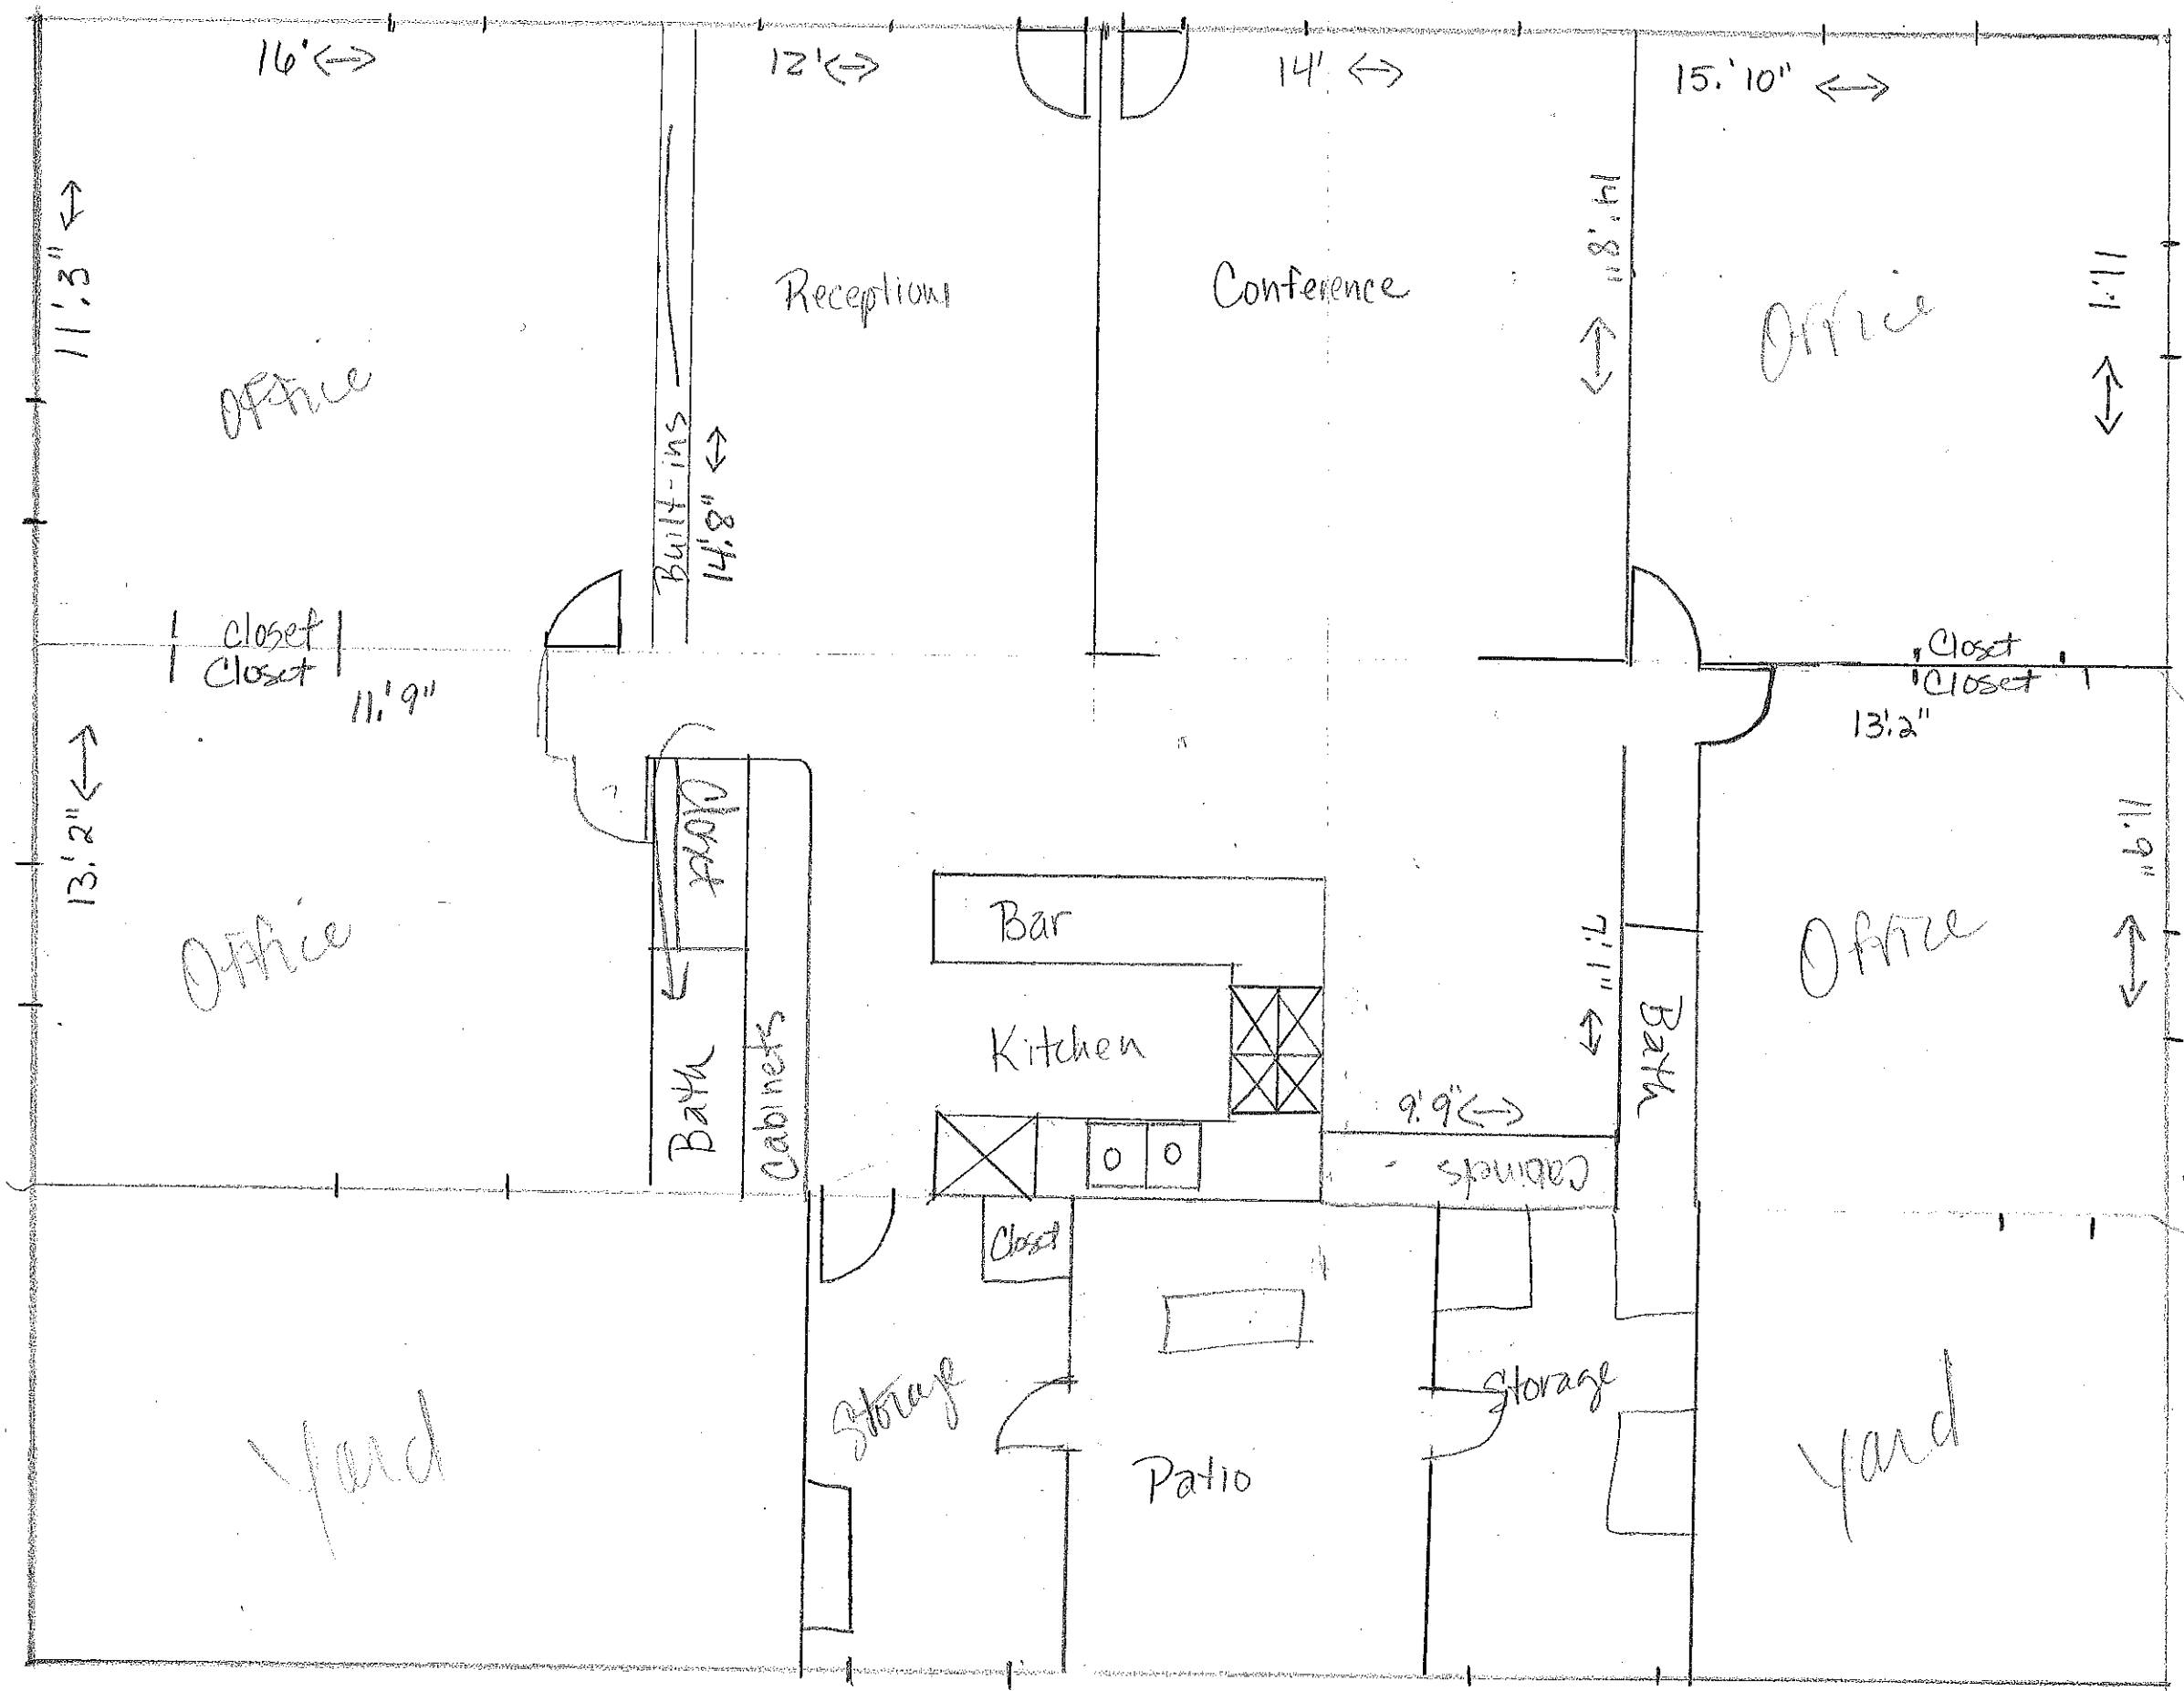 16'
12'
14'
15.'10"
11'.3"
14'.8"
11'.1
Reception
Conference
Office
Office
Built-ins
14'.8"
closet
Closet
Closet
Closet
11.'9"
13'.2"
13.'2"
11.9"
Closet
Bar
Office
Office
7'.1"
Bath
Kitchen
Bath
Cabinets
9'.9"
Cabinets
Closet
Storage
Storage
Yard
Patio
Yard